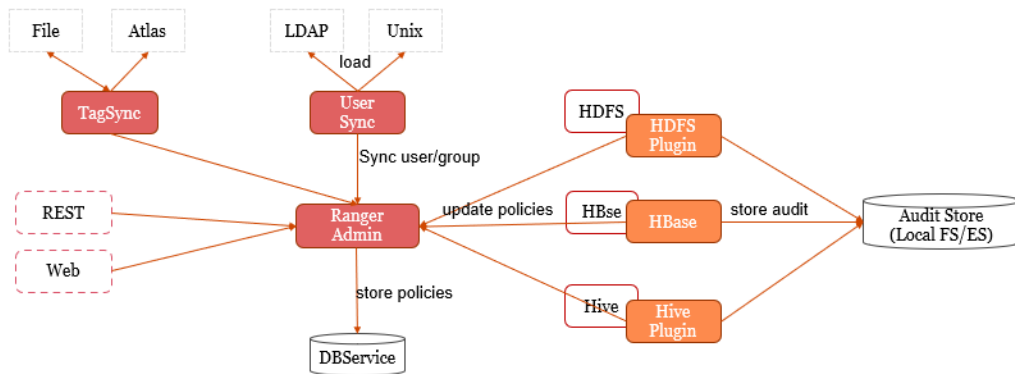 File
Atlas
LDAP
Unix
load
TagSync
User
Sync
HDFS
HDFS
Plugin
Sync user/group
REST
Ranger
Admin
update policies
HBse
HBase
store audit
Audit Store
(Local FS/ES)
Web
store policies
Hive
Hive
Plugin
DBService